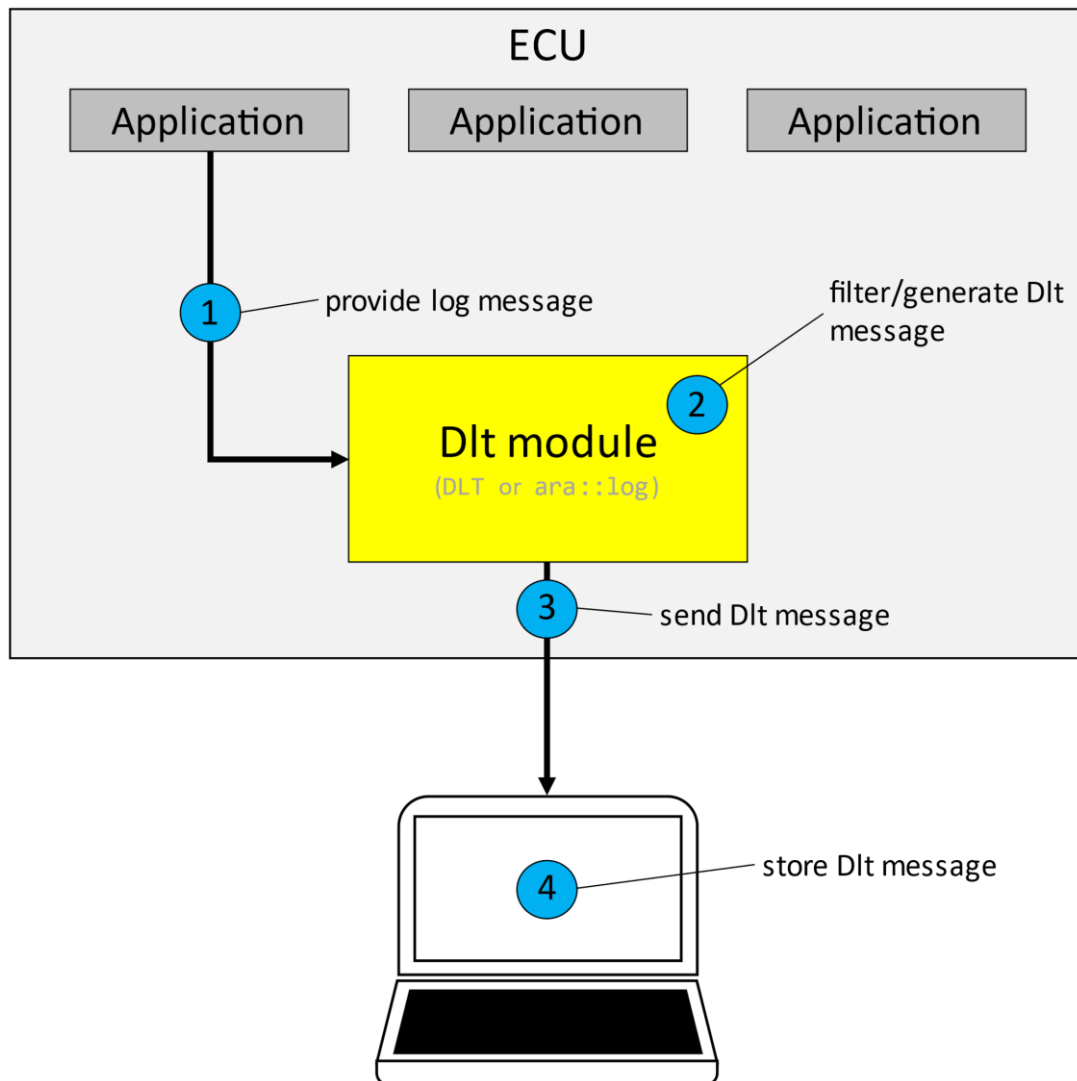 ECU
Application
Application
Application
1
provide log message
filter/generate Dlt
message
2
Dlt module
(DLT or ara::log)
3
send Dlt message
4
store Dlt message